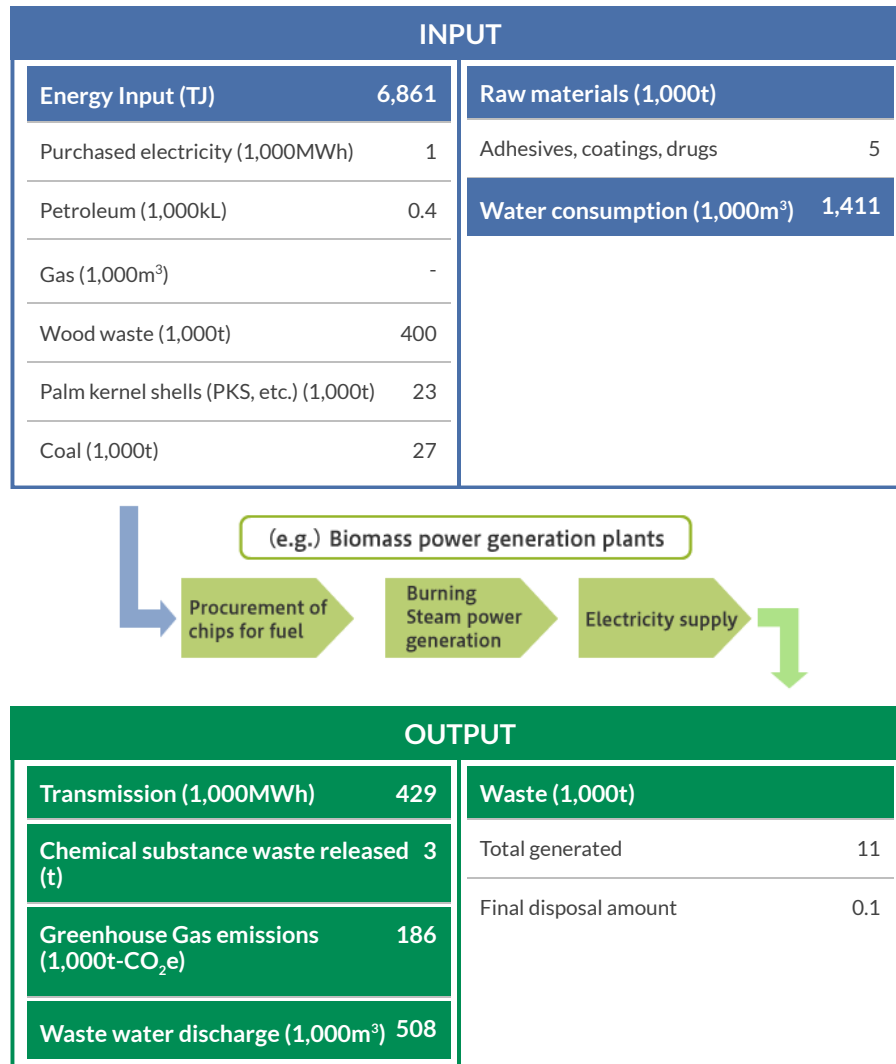 INPUT
Energy Input (TJ) 6,861
Purchased electricity (1,000MWh) 1
Petroleum (1,000kL) 0.4
Gas (1,000m³) -
Wood waste (1,000t) 400
Palm kernel shells (PKS, etc.) (1,000t) 23
Coal (1,000t) 27
Raw materials (1,000t)
Adhesives, coatings, drugs 5
Water consumption (1,000m³) 1,411
(e.g.) Biomass power generation plants
Procurement of
chips for fuel
Burning
Steam power
generation
Electricity supply
OUTPUT
Transmission (1,000MWh) 429
Chemical substance waste released 3
(t)
Greenhouse Gas emissions 186
(1,000t-CO₂e)
Waste water discharge (1,000m³) 508
Waste (1,000t)
Total generated 11
Final disposal amount 0.1